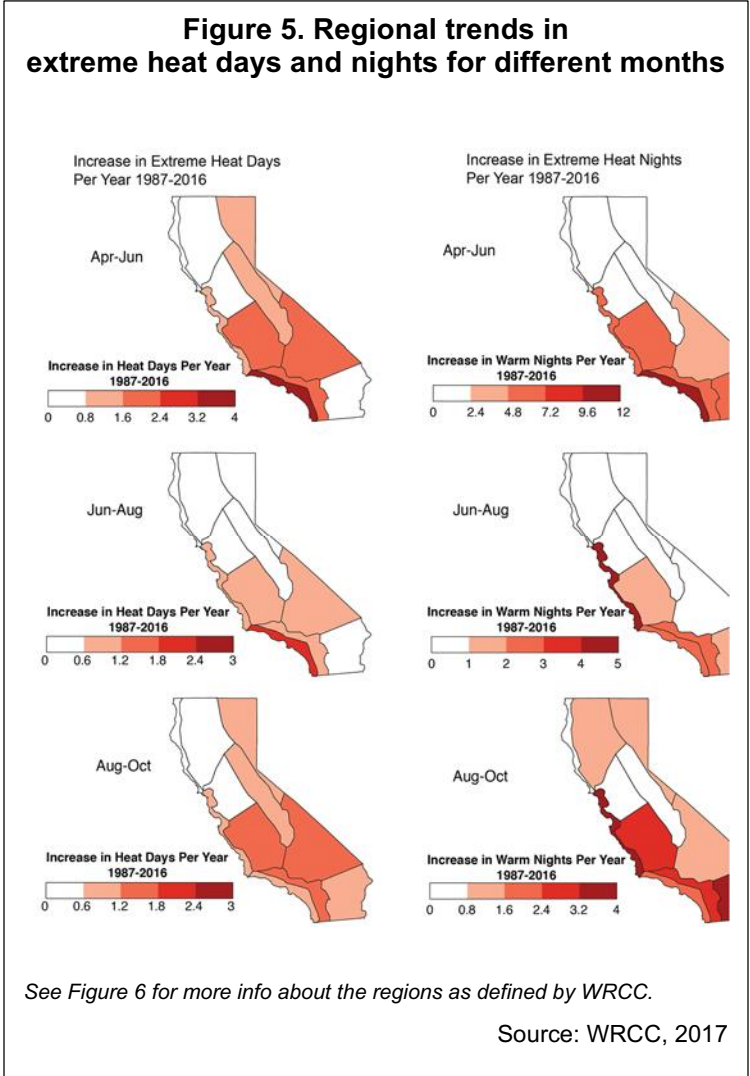 Figure 5. Regional trends in
extreme heat days and nights for different months
Increase in Extreme Heat Days
Per Year 1987-2016
Apr-Jun
Increase in Heat Days Per Year
1987-2016
0 0.8 1.6 2.4 3.2 4
Jun-Aug
Increase in Heat Days Per Year
1987-2016
0 0.6 1.2 1.8 2.4 3
Aug-Oct
Increase in Heat Days Per Year
1987-2016
0 0.6 1.2 1.8 2.4 3
Increase in Extreme Heat Nights
Per Year 1987-2016
Apr-Jun
Increase in Warm Nights Per Year
1987-2016
0 2.4 4.8 7.2 9.6 12
Jun-Aug
Increase in Warm Nights Per Year
1987-2016
0 1 2 3 4 5
Aug-Oct
Increase in Warm Nights Per Year
1987-2016
0 0.8 1.6 2.4 3.2 4
See Figure 6 for more info about the regions as defined by WRCC.
Source: WRCC, 2017